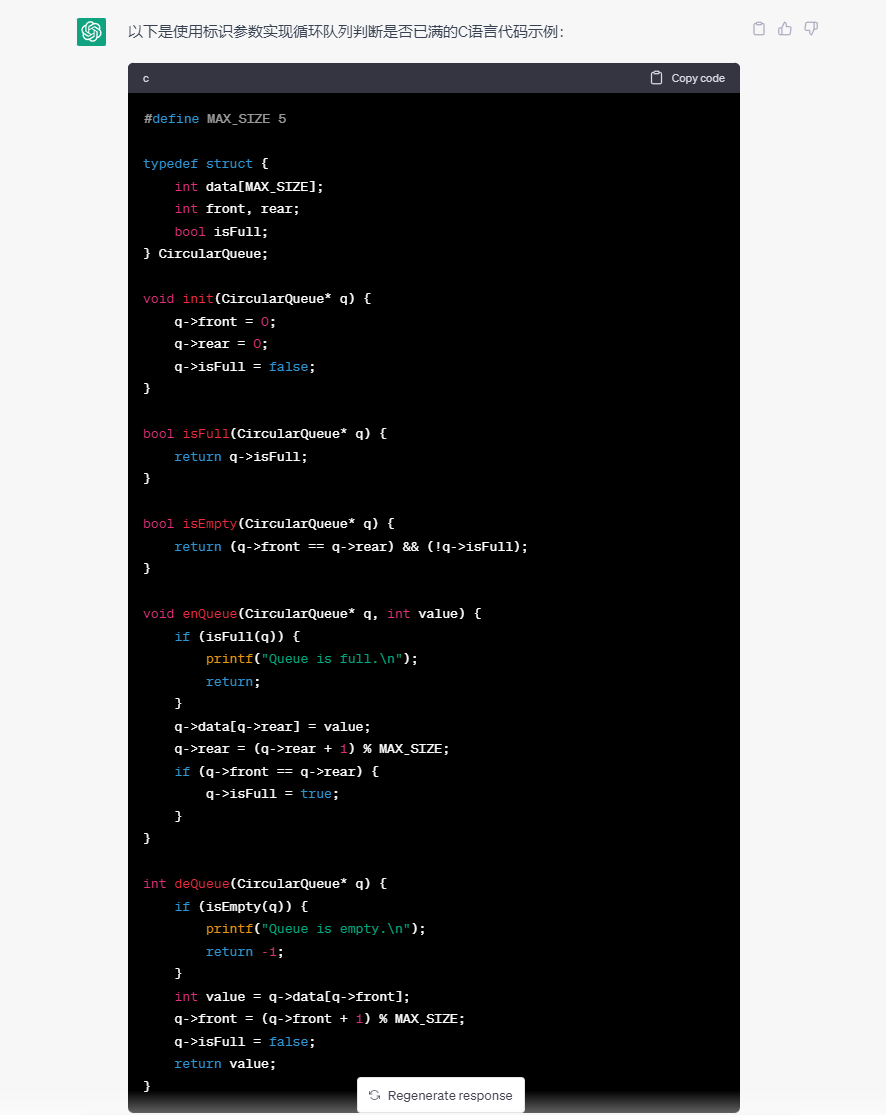 以下是使用标识参数实现循环队列判断是否已满的C语言代码示例：
c Copy code
#define MAX_SIZE 5
typedef struct {
    int data[MAX_SIZE];
    int front, rear;
    bool isFull;
} CircularQueue;
void init(CircularQueue* q) {
    q->front = 0;
    q->rear = 0;
    q->isFull = false;
}
bool isFull(CircularQueue* q) {
    return q->isFull;
}
bool isEmpty(CircularQueue* q) {
    return (q->front == q->rear) && (!q->isFull);
}
void enQueue(CircularQueue* q, int value) {
    if (isFull(q)) {
        printf("Queue is full.\n");
        return;
    }
    q->data[q->rear] = value;
    q->rear = (q->rear + 1) % MAX_SIZE;
    if (q->front == q->rear) {
        q->isFull = true;
    }
}
int deQueue(CircularQueue* q) {
    if (isEmpty(q)) {
        printf("Queue is empty.\n");
        return -1;
    }
    int value = q->data[q->front];
    q->front = (q->front + 1) % MAX_SIZE;
    q->isFull = false;
    return value;
}
Regenerate response